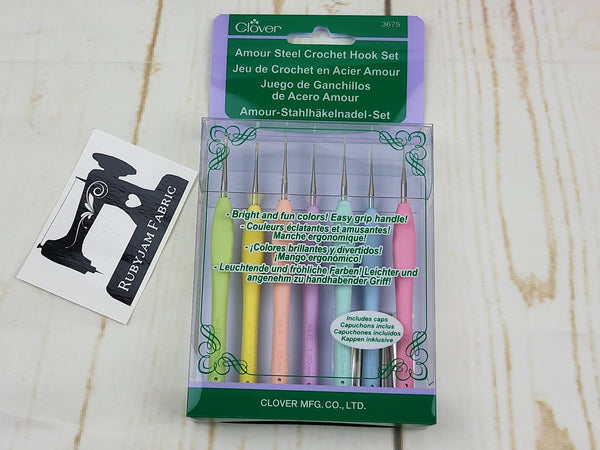 Clover
3675
Amour Steel Crochet Hook Set
Jeu de Crochet en Acier Amour
Juego de Ganchillos
de Acero Amour
Amour-Stahlhäkelnadel-Set
- Bright and fun colors! Easy grip handle!
- Couleurs éclatantes et amusantes!
Manche ergonomique!
- ¡Colores brillantes y divertidos!
¡Mango ergonómico!
- Leuchtende und fröhliche Farben! Leichter und
angenehm zu handhabender Griff!
Includes caps
Capuchons inclus
Capuchones incluidos
Kappen inklusive
CLOVER MFG. CO., LTD.
RubyJam Fabric